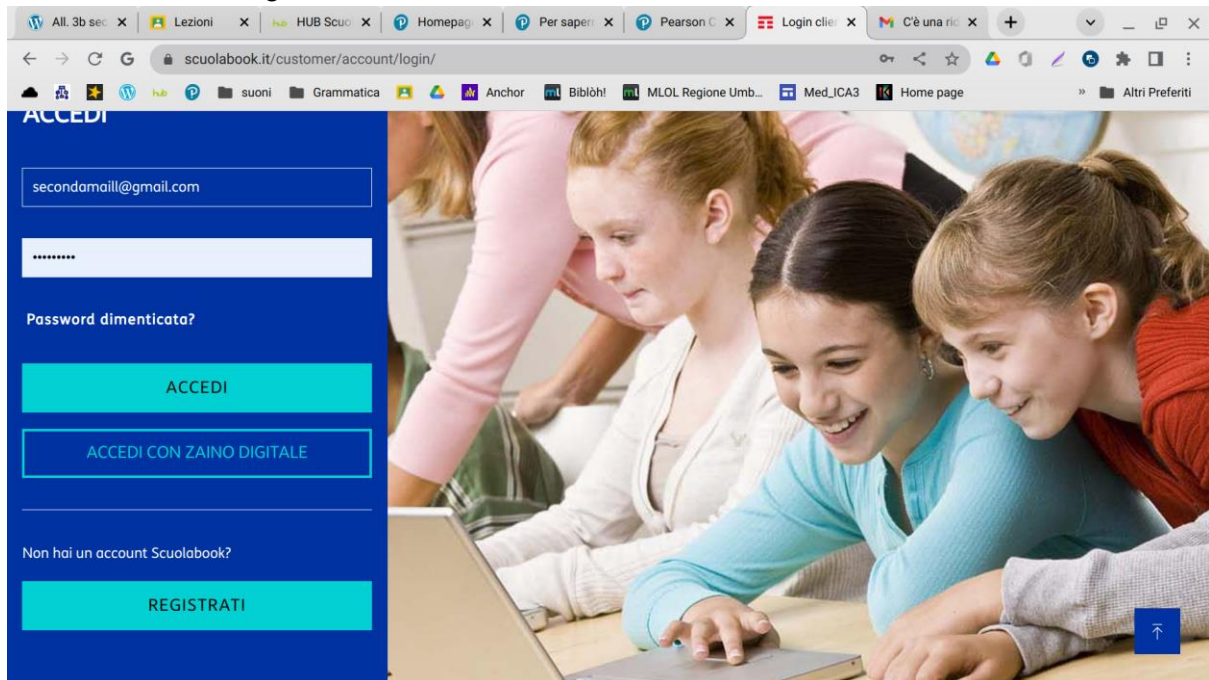 All. 3b sec
Lezioni
hub HUB Scuo
Homepag
Per saper
Pearson C
Login clie
C'è una ric
scuolabook.it/customer/account/login/
hub
suoni
Grammatica
Anchor
Biblòh!
MLOL Regione Umb...
Med_ICA3
Home page
»
Altri Preferiti
ACCEDI
secondamaill@gmail.com
•••••••••
Password dimenticata?
ACCEDI
ACCEDI CON ZAINO DIGITALE
Non hai un account Scuolabook?
REGISTRATI